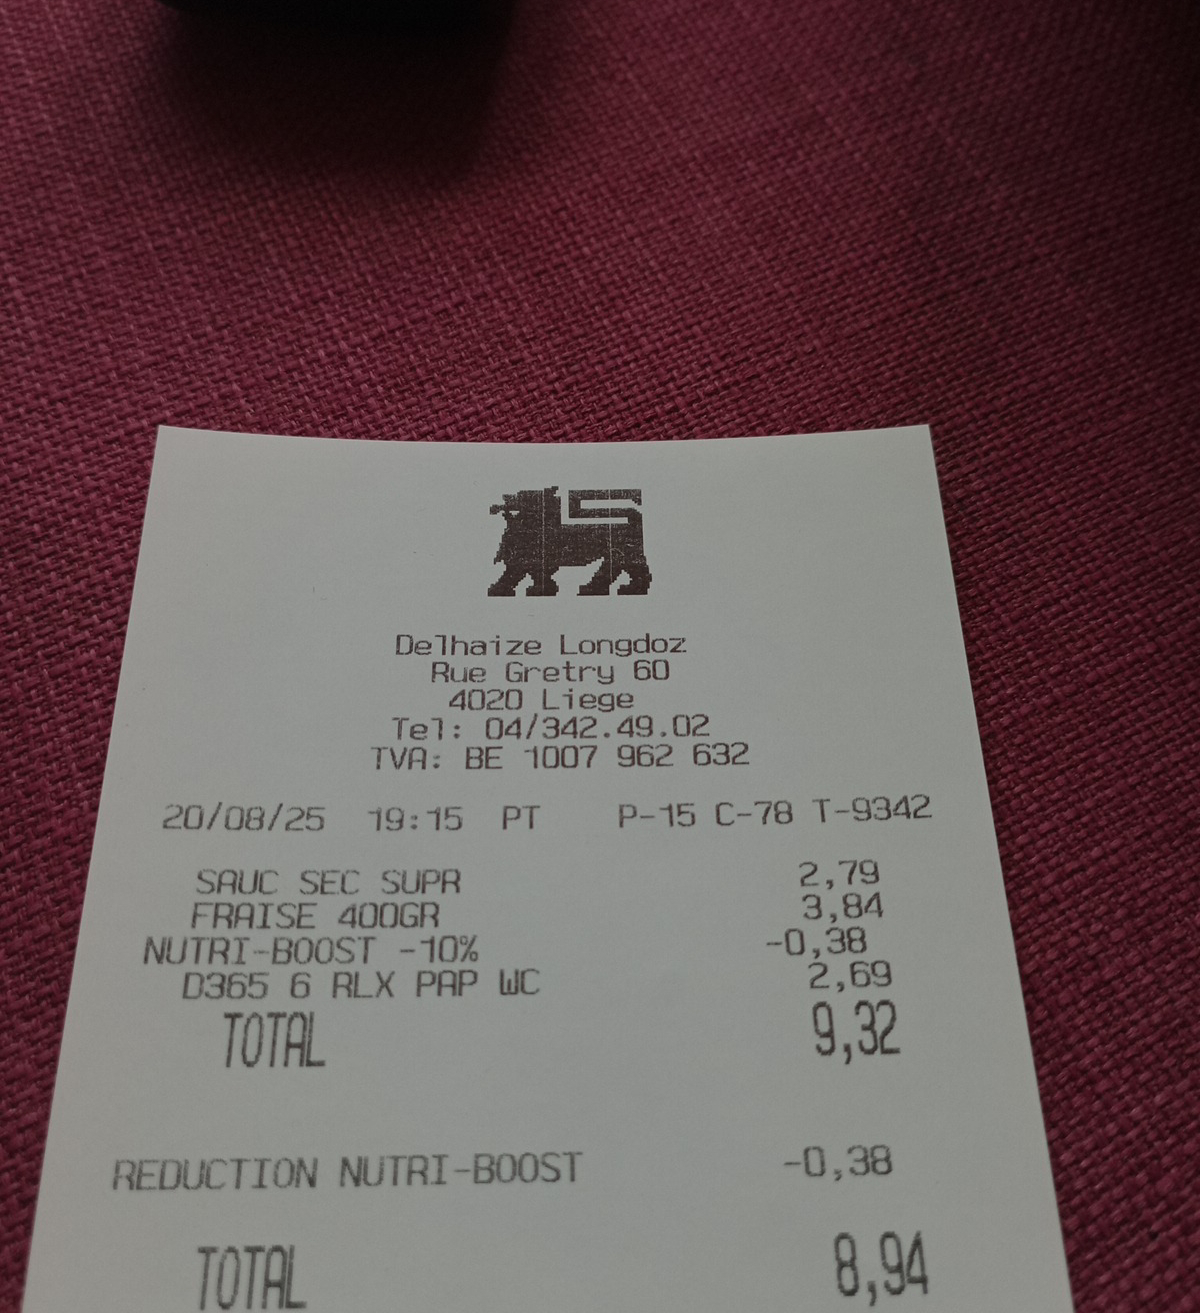 Delhaize Longdoz
Rue Gretry 60
4020 Liege
Tel: 04/342.49.02
TVA: BE 1007 962 632
20/08/25 19:15 PT P-15 C-78 T-9342
SAUC SEC SUPR 2,79
FRAISE 400GR 3,84
NUTRI-BOOST -10% -0,38
D365 6 RLX PAP WC 2,69
TOTAL 9,32
REDUCTION NUTRI-BOOST -0,38
TOTAL 8,94